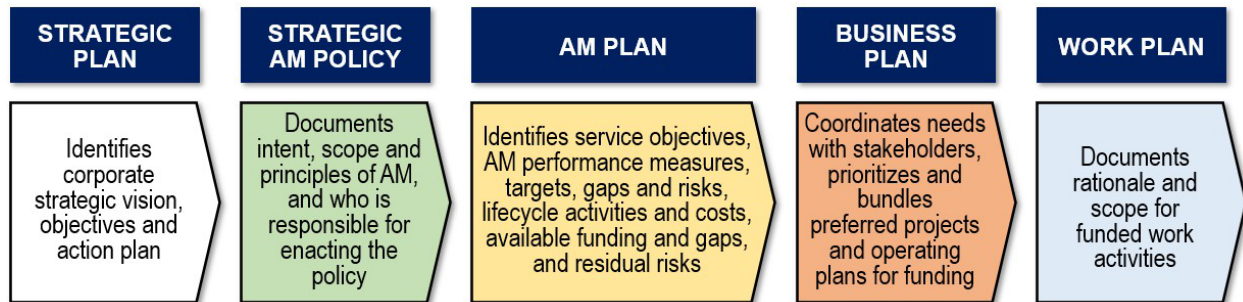 STRATEGIC
PLAN
STRATEGIC
AM POLICY
AM PLAN
BUSINESS
PLAN
WORK PLAN
Identifies
corporate
strategic vision,
objectives and
action plan
Documents
intent, scope and
principles of AM,
and who is
responsible for
enacting the
policy
Identifies service objectives,
AM performance measures,
targets, gaps and risks,
lifecycle activities and costs,
available funding and gaps,
and residual risks
Coordinates needs
with stakeholders,
prioritizes and
bundles
preferred projects
and operating
plans for funding
Documents
rationale and
scope for
funded work
activities